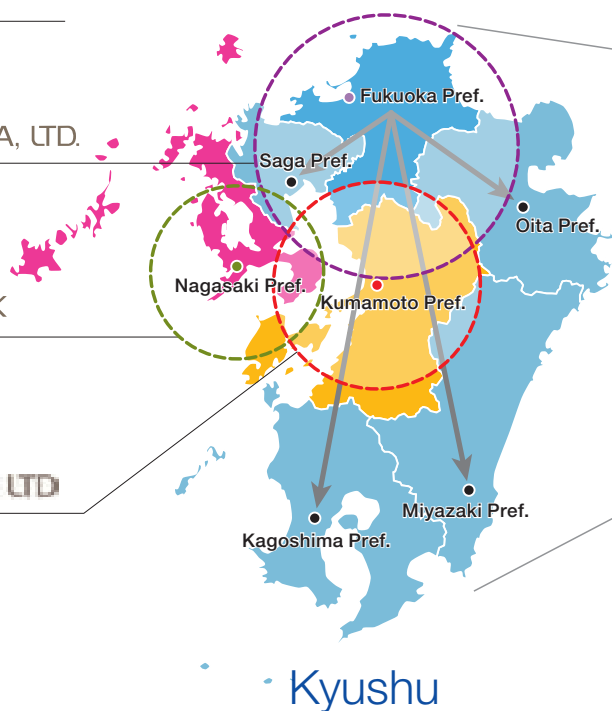 A, LTD.
Fukuoka Pref.
Saga Pref.
Oita Pref.
Nagasaki Pref.
Kumamoto Pref.
K
LTD
Miyazaki Pref.
Kagoshima Pref.
Kyushu